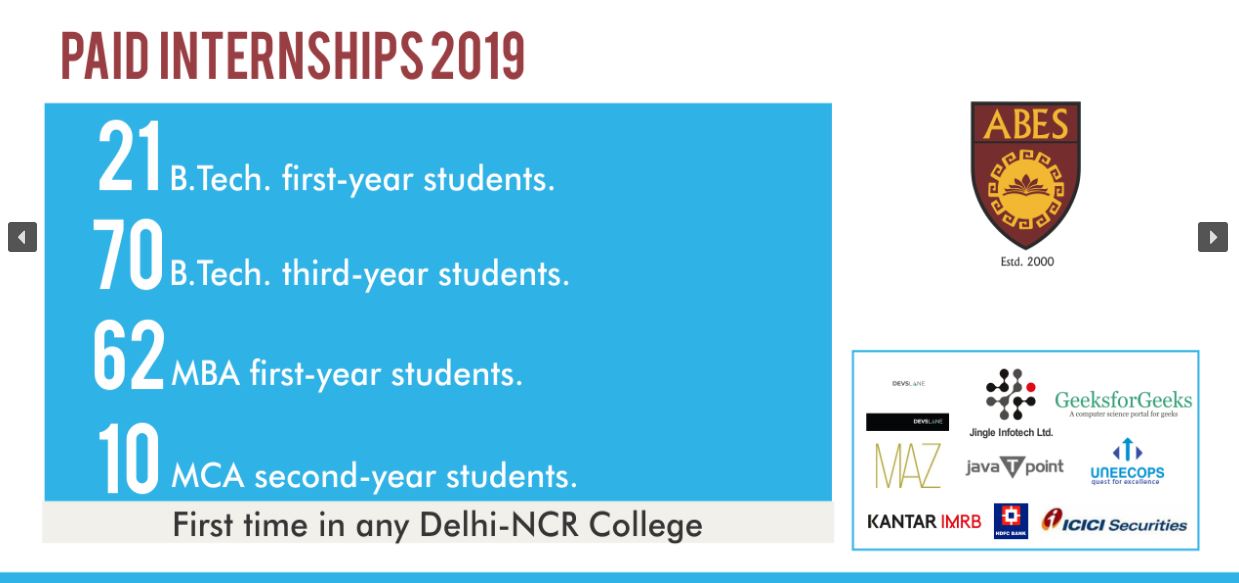 PAID INTERNSHIPS 2019
21 B.Tech. first-year students.
70 B.Tech. third-year students.
62 MBA first-year students.
10 MCA second-year students.
First time in any Delhi-NCR College
ABES
Estd. 2000
DEVSLANE
DEVSLANE
Jingle Infotech Ltd.
GeeksforGeeks
A computer science portal for geeks
MAZ
java T point
UNEECOPS
quest for excellence
KANTAR IMRB
HDFC BANK
ICICI Securities